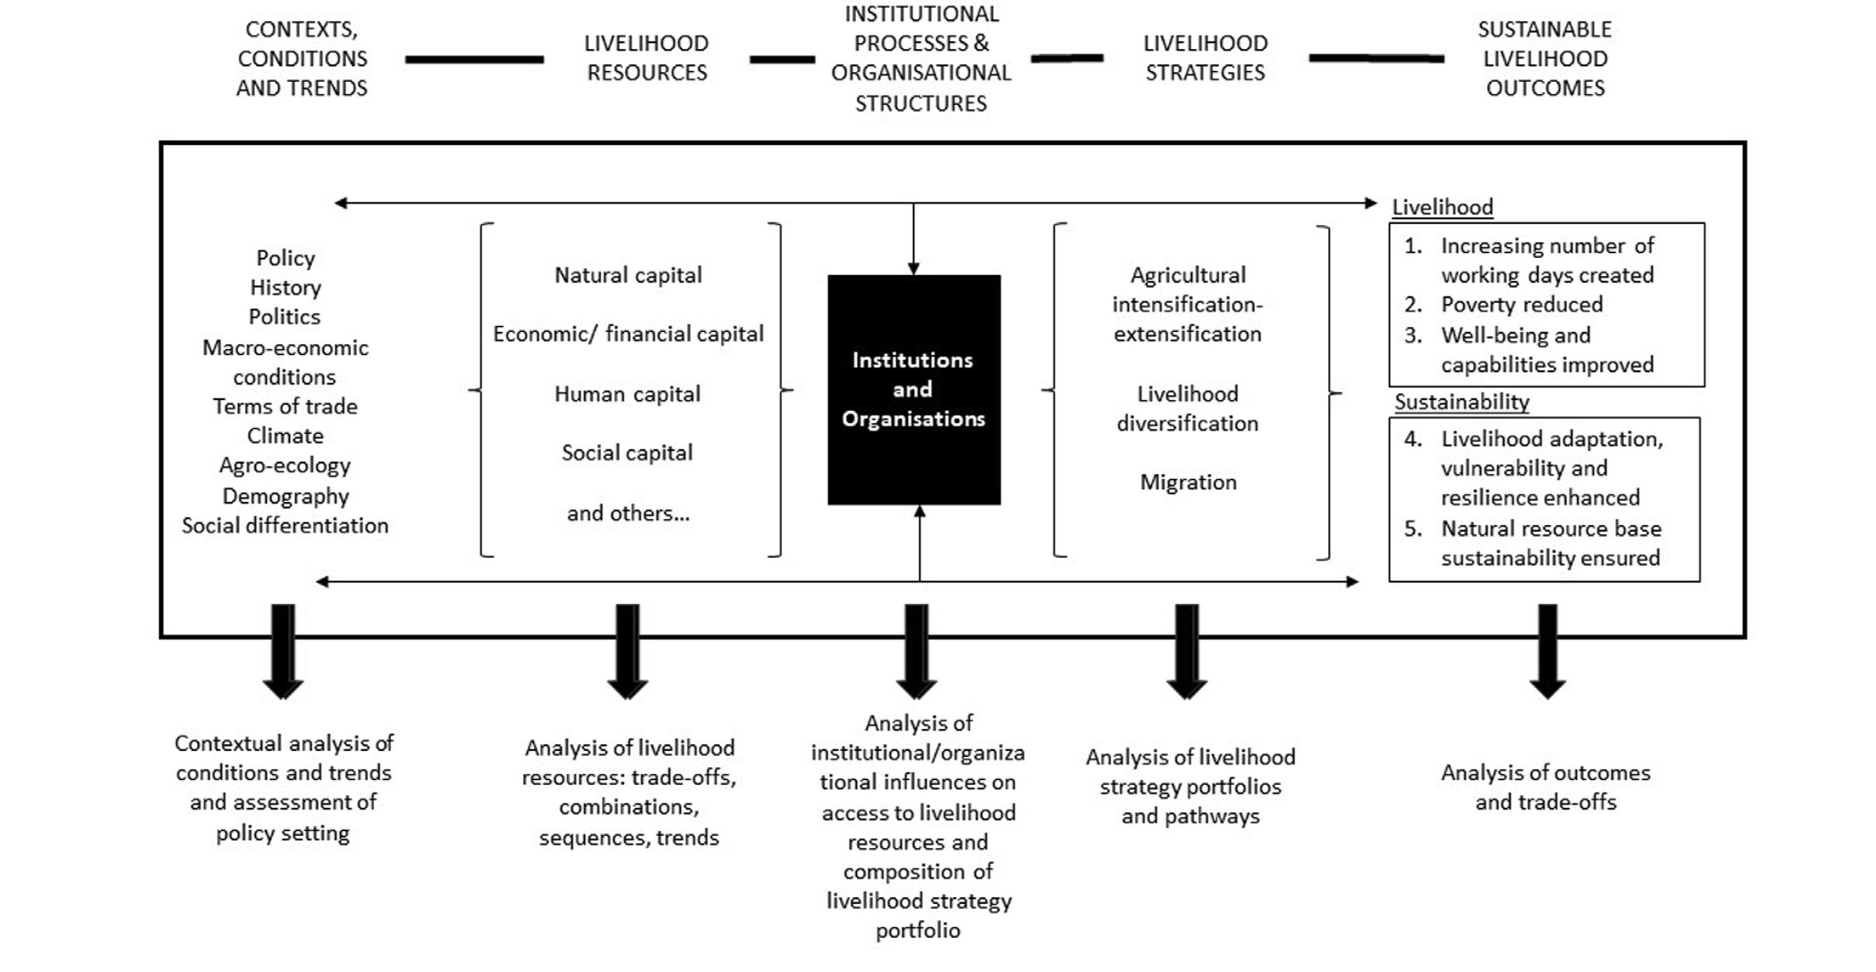 CONTEXTS,
CONDITIONS
AND TRENDS
LIVELIHOOD
RESOURCES
INSTITUTIONAL
PROCESSES &
ORGANISATIONAL
STRUCTURES
LIVELIHOOD
STRATEGIES
SUSTAINABLE
LIVELIHOOD
OUTCOMES
Policy
History
Politics
Macro-economic
conditions
Terms of trade
Climate
Agro-ecology
Demography
Social differentiation
Natural capital
Economic/ financial capital
Human capital
Social capital
and others...
Institutions
and
Organisations
Agricultural
intensification-
extensification
Livelihood
diversification
Migration
Livelihood
1. Increasing number of
working days created
2. Poverty reduced
3. Well-being and
capabilities improved
Sustainability
4. Livelihood adaptation,
vulnerability and
resilience enhanced
5. Natural resource base
sustainability ensured
Contextual analysis of
conditions and trends
and assessment of
policy setting
Analysis of livelihood
resources: trade-offs,
combinations,
sequences, trends
Analysis of
institutional/organiza
tional influences on
access to livelihood
resources and
composition of
livelihood strategy
portfolio
Analysis of livelihood
strategy portfolios
and pathways
Analysis of outcomes
and trade-offs